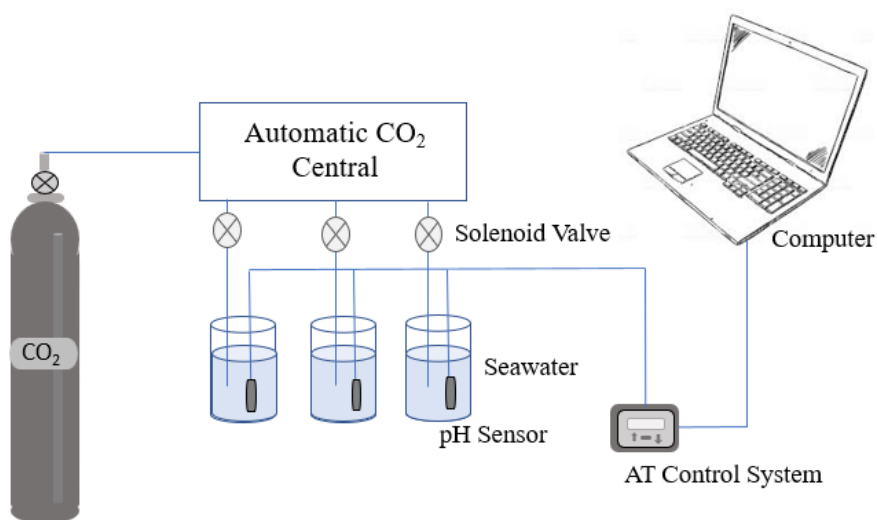 Automatic CO₂
Central
Solenoid Valve
Computer
CO₂
Seawater
pH Sensor
AT Control System